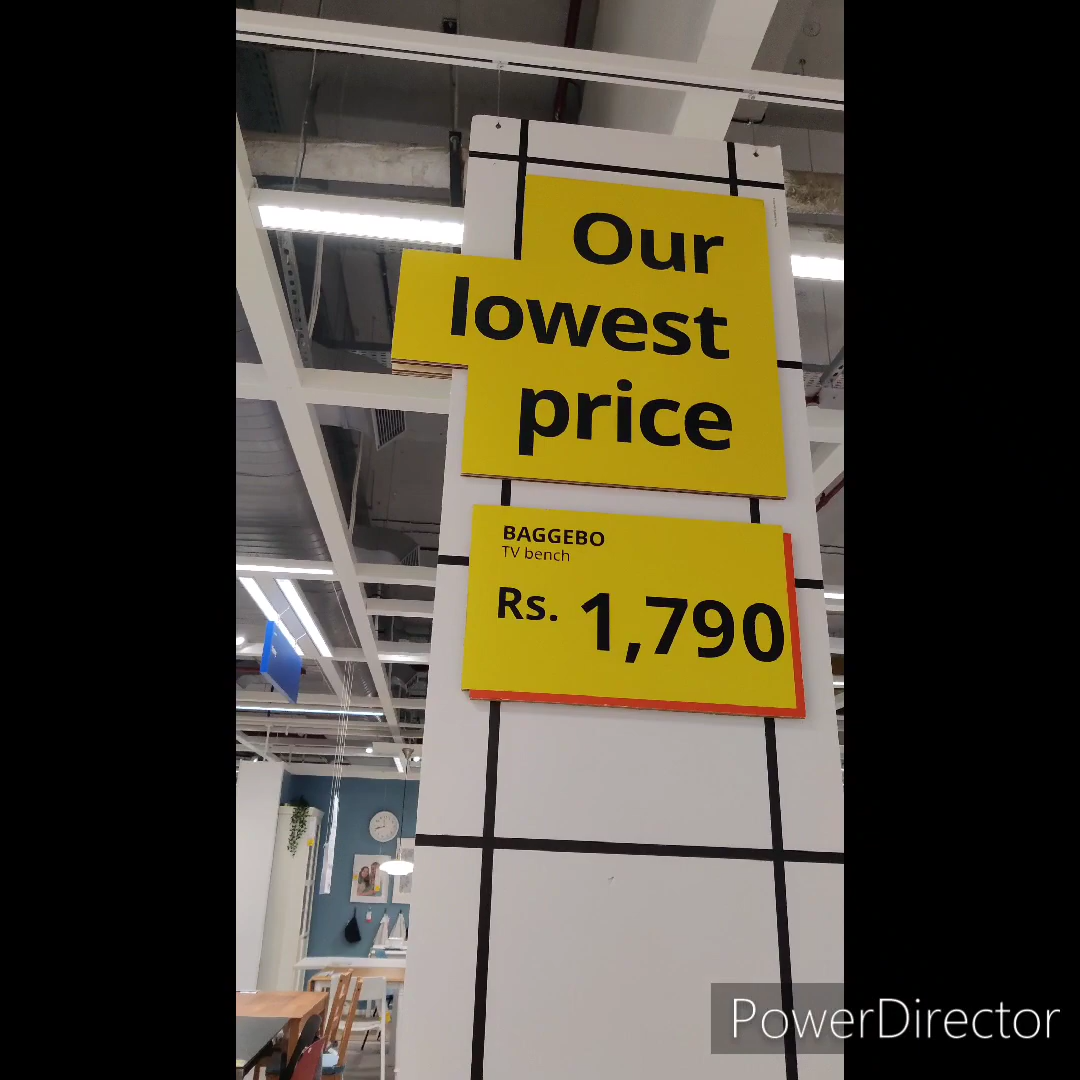 Our
lowest
price
BAGGEBO
TV bench
Rs. 1,790
PowerDirector